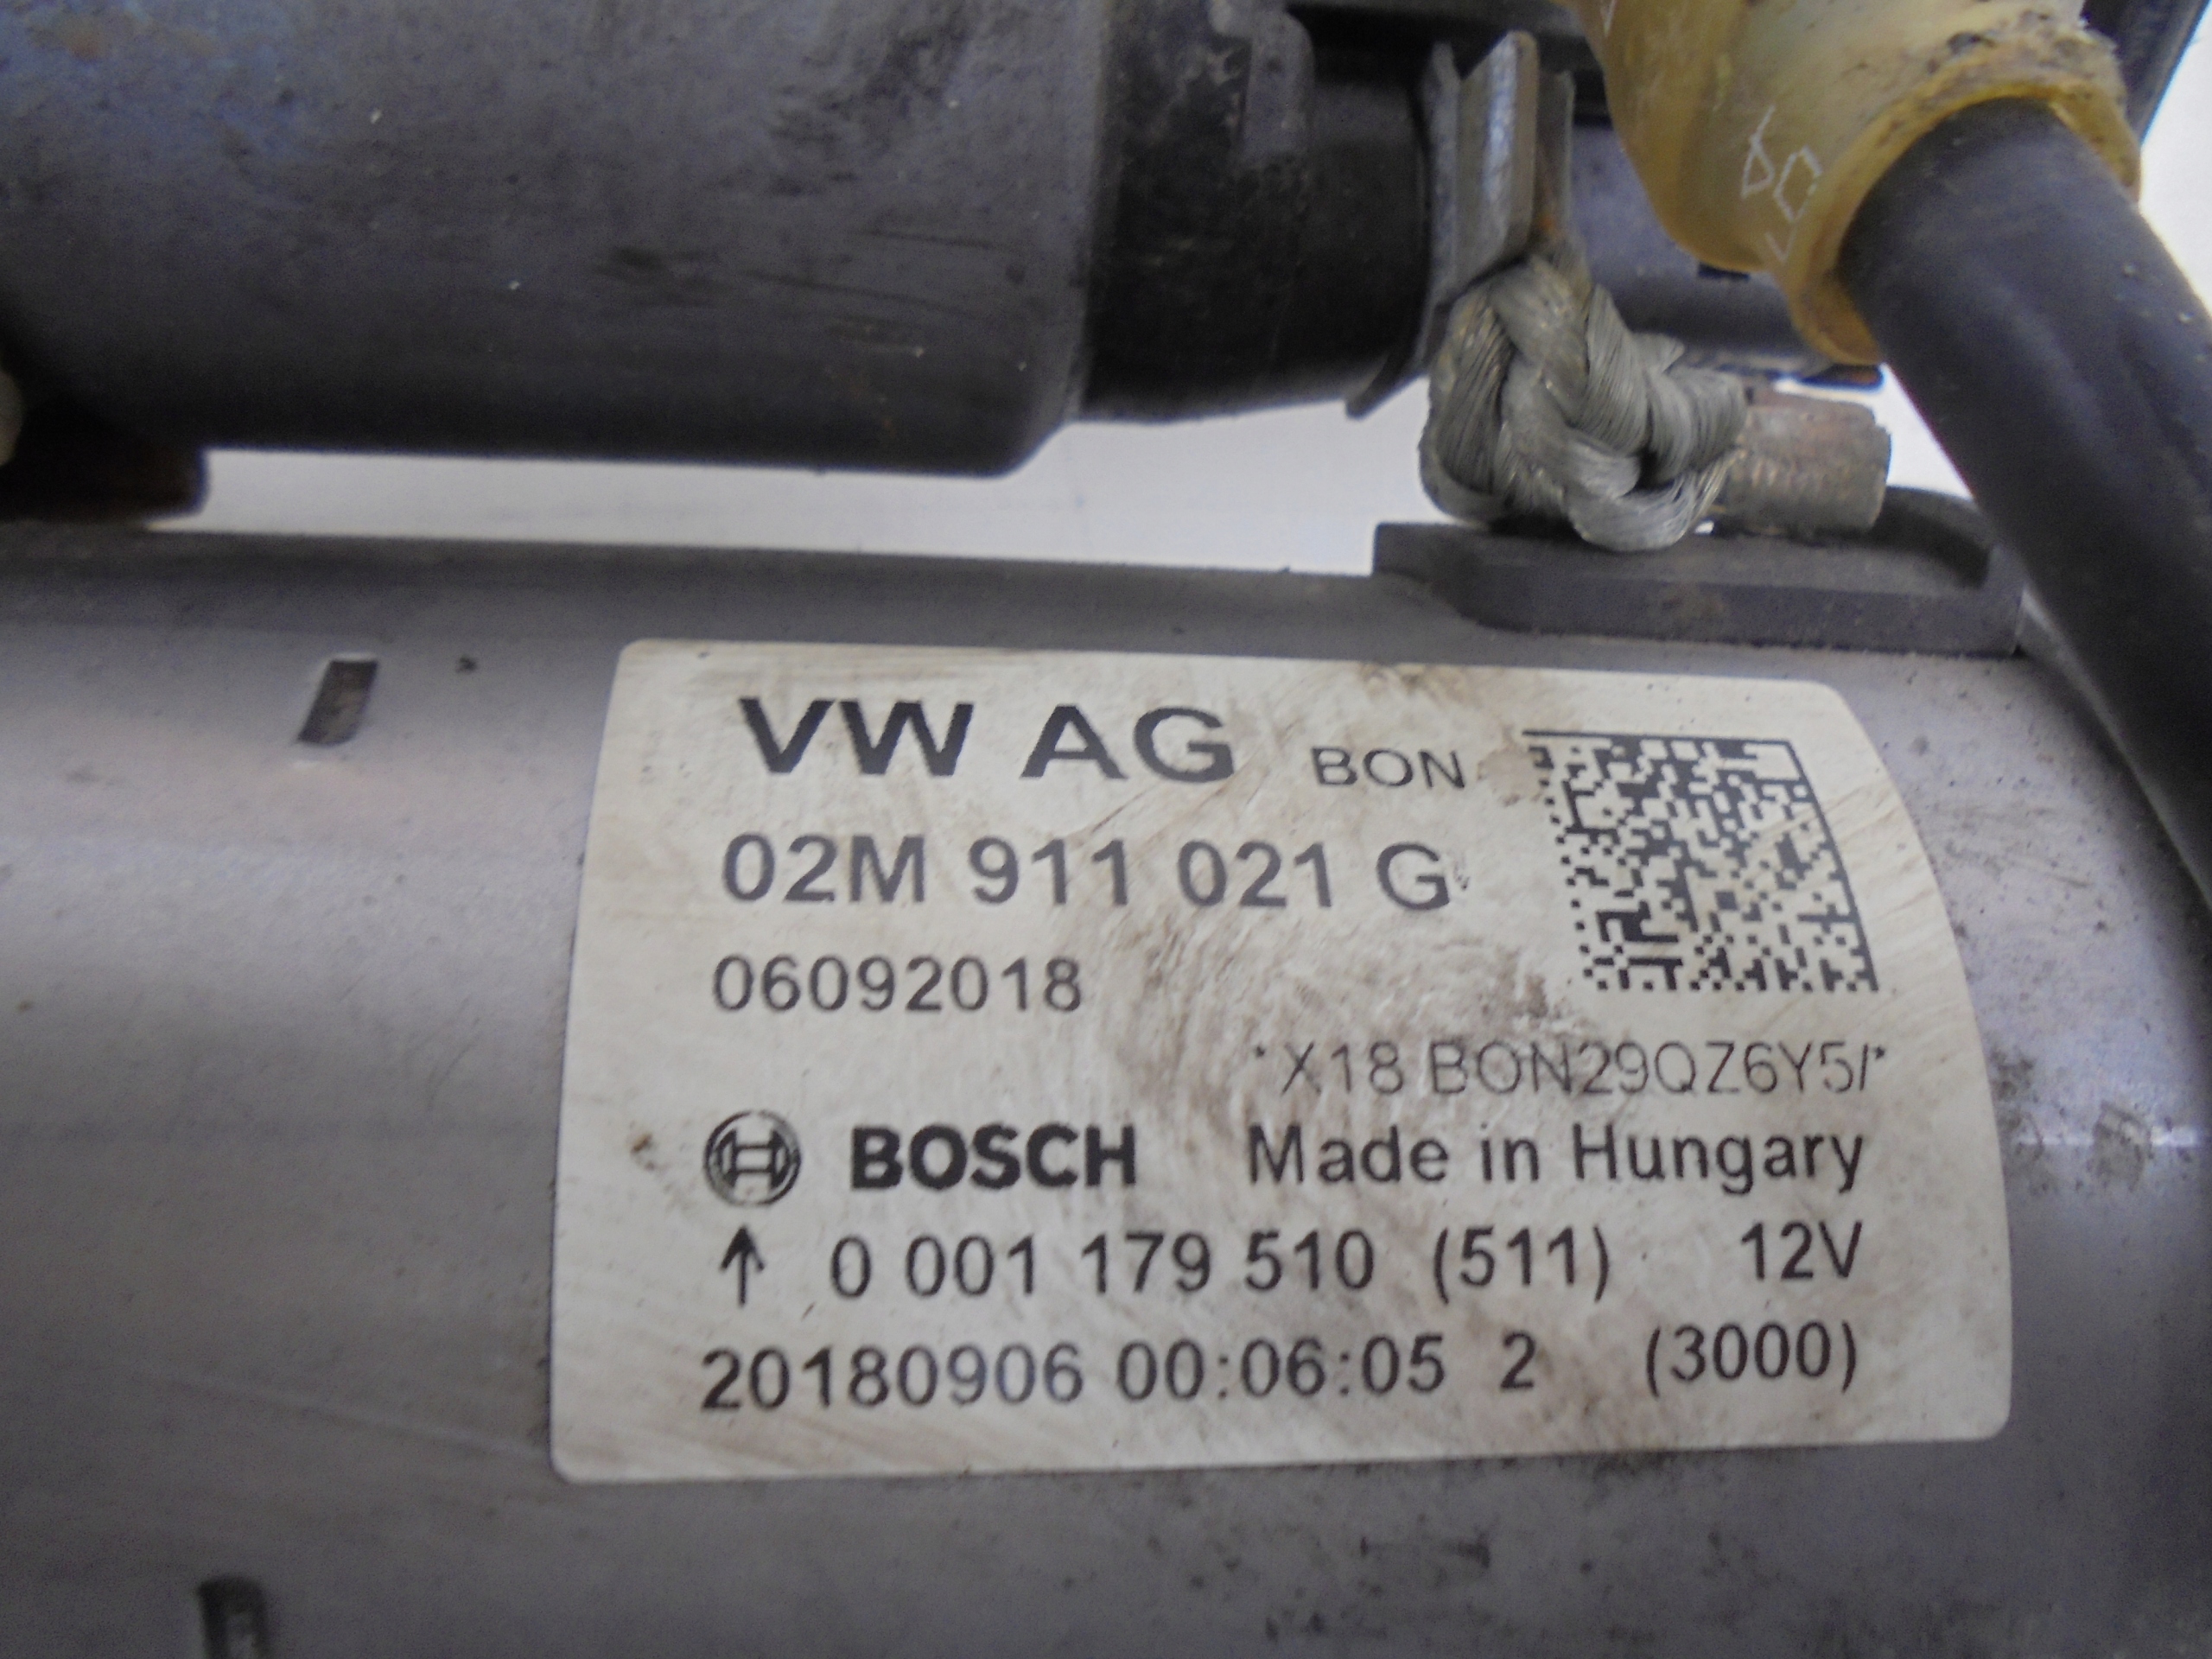 VW AG BON
02M 911 021 G
06092018
*X18 BON29QZ6Y5/*
BOSCH Made in Hungary
↑ 0 001 179 510 (511) 12V
20180906 00:06:05 2 (3000)